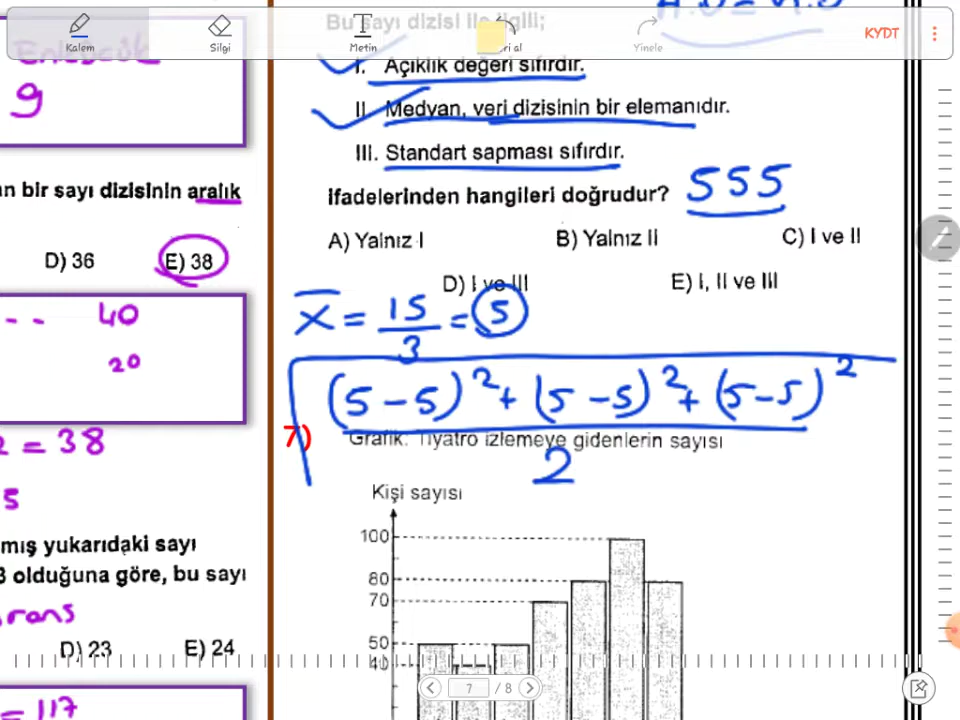 Kalem
Silgi
Metin
Yinele
KYDT
Bu sayı dizisi ile ilgili;
I. Açıklık değeri sıfırdır.
II. Medyan, veri dizisinin bir elemanıdır.
III. Standart sapması sıfırdır.
ifadelerinden hangileri doğrudur? 555
A) Yalnız I
B) Yalnız II
C) I ve II
D) I ve III
E) I, II ve III
x̄ = 15/3 = 5
(5-5)² + (5-5)² + (5-5)²
2
7) Grafik: Tiyatro izlemeye gidenlerin sayısı
Kişi sayısı
100
80
70
50
40
7 / 8
9
bir sayı dizisinin aralık
D) 36
E) 38
-- 40
20
= 38
5
mış yukarıdaki sayı
3 olduğuna göre, bu sayı
D) 23
E) 24
= 117